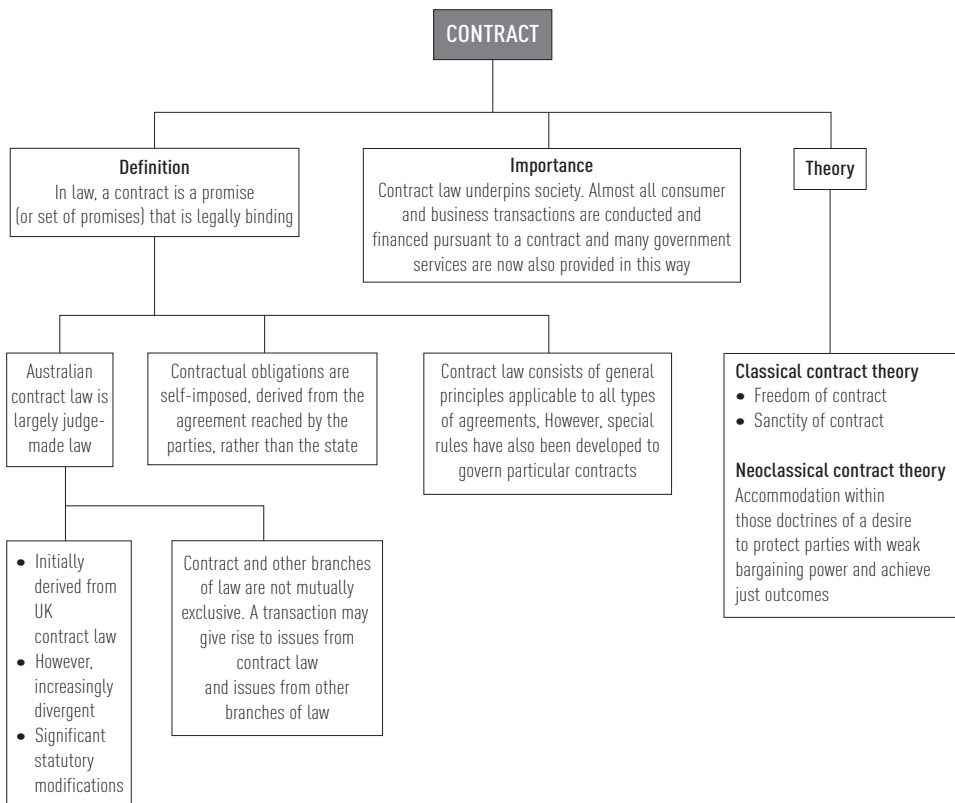 CONTRACT
Definition
In law, a contract is a promise
(or set of promises) that is legally binding
Importance
Contract law underpins society. Almost all consumer
and business transactions are conducted and
financed pursuant to a contract and many government
services are now also provided in this way
Theory
Australian
contract law is
largely judge-
made law
Contractual obligations are
self-imposed, derived from the
agreement reached by the
parties, rather than the state
Contract law consists of general
principles applicable to all types
of agreements, However, special
rules have also been developed to
govern particular contracts
Classical contract theory
• Freedom of contract
• Sanctity of contract
Neoclassical contract theory
Accommodation within
those doctrines of a desire
to protect parties with weak
bargaining power and achieve
just outcomes
• Initially
derived from
UK
contract law
• However,
increasingly
divergent
• Significant
statutory
modifications
Contract and other branches
of law are not mutually
exclusive. A transaction may
give rise to issues from
contract law
and issues from other
branches of law